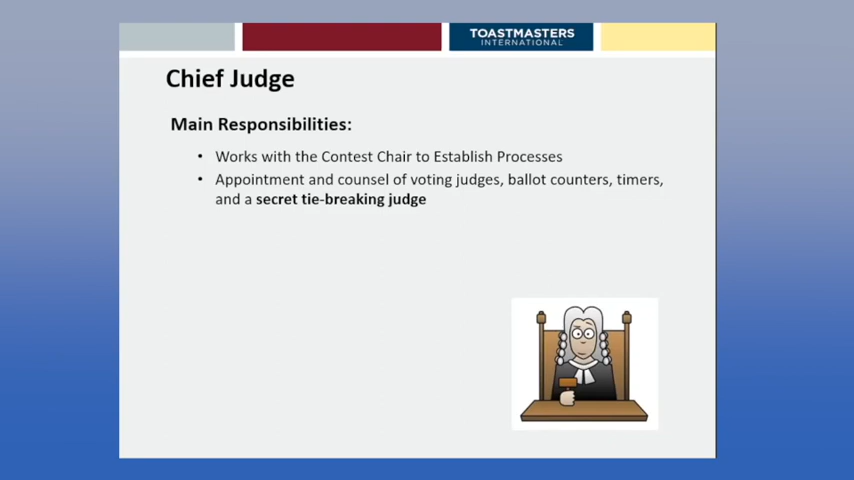 TOASTMASTERS
INTERNATIONAL
Chief Judge
Main Responsibilities:
• Works with the Contest Chair to Establish Processes
• Appointment and counsel of voting judges, ballot counters, timers,
and a secret tie-breaking judge